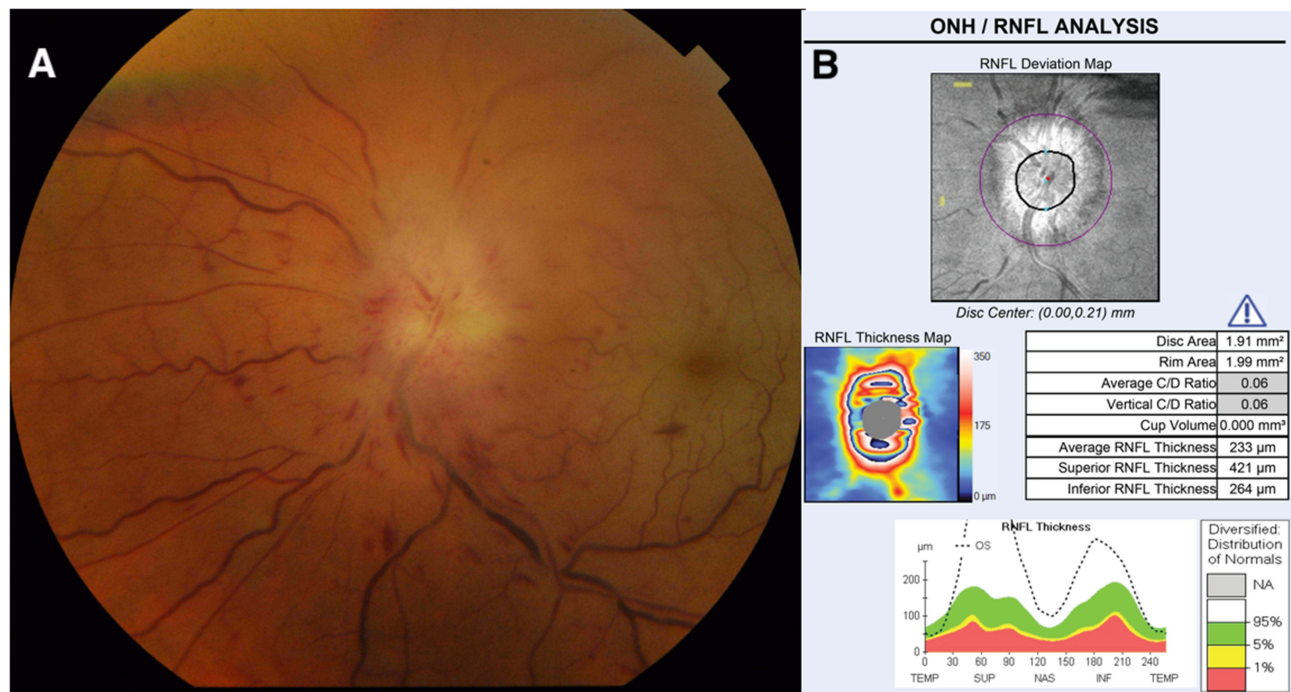 A
ONH / RNFL ANALYSIS
B
RNFL Deviation Map
Disc Center: (0.00,0.21) mm
RNFL Thickness Map
350
175
0 µm
Disc Area 1.91 mm²
Rim Area 1.99 mm²
Average C/D Ratio 0.06
Vertical C/D Ratio 0.06
Cup Volume 0.000 mm³
Average RNFL Thickness 233 µm
Superior RNFL Thickness 421 µm
Inferior RNFL Thickness 264 µm
RNFL Thickness
µm
OS
200
100
0
0 30 60 90 120 150 180 210 240
TEMP SUP NAS INF TEMP
Diversified:
Distribution
of Normals
NA
95%
5%
1%